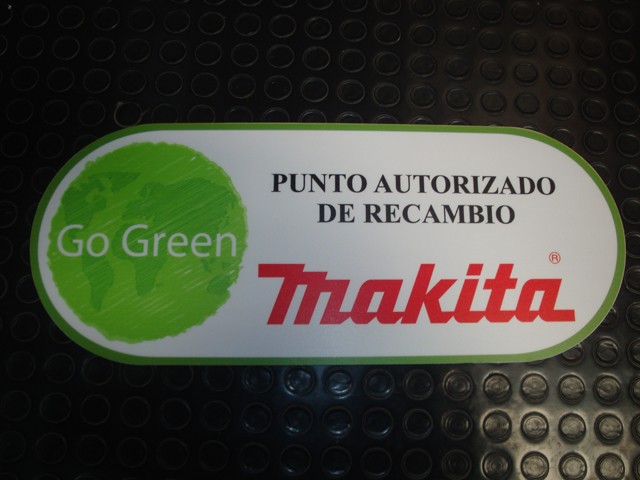 Go Green
PUNTO AUTORIZADO
DE RECAMBIO
makita®